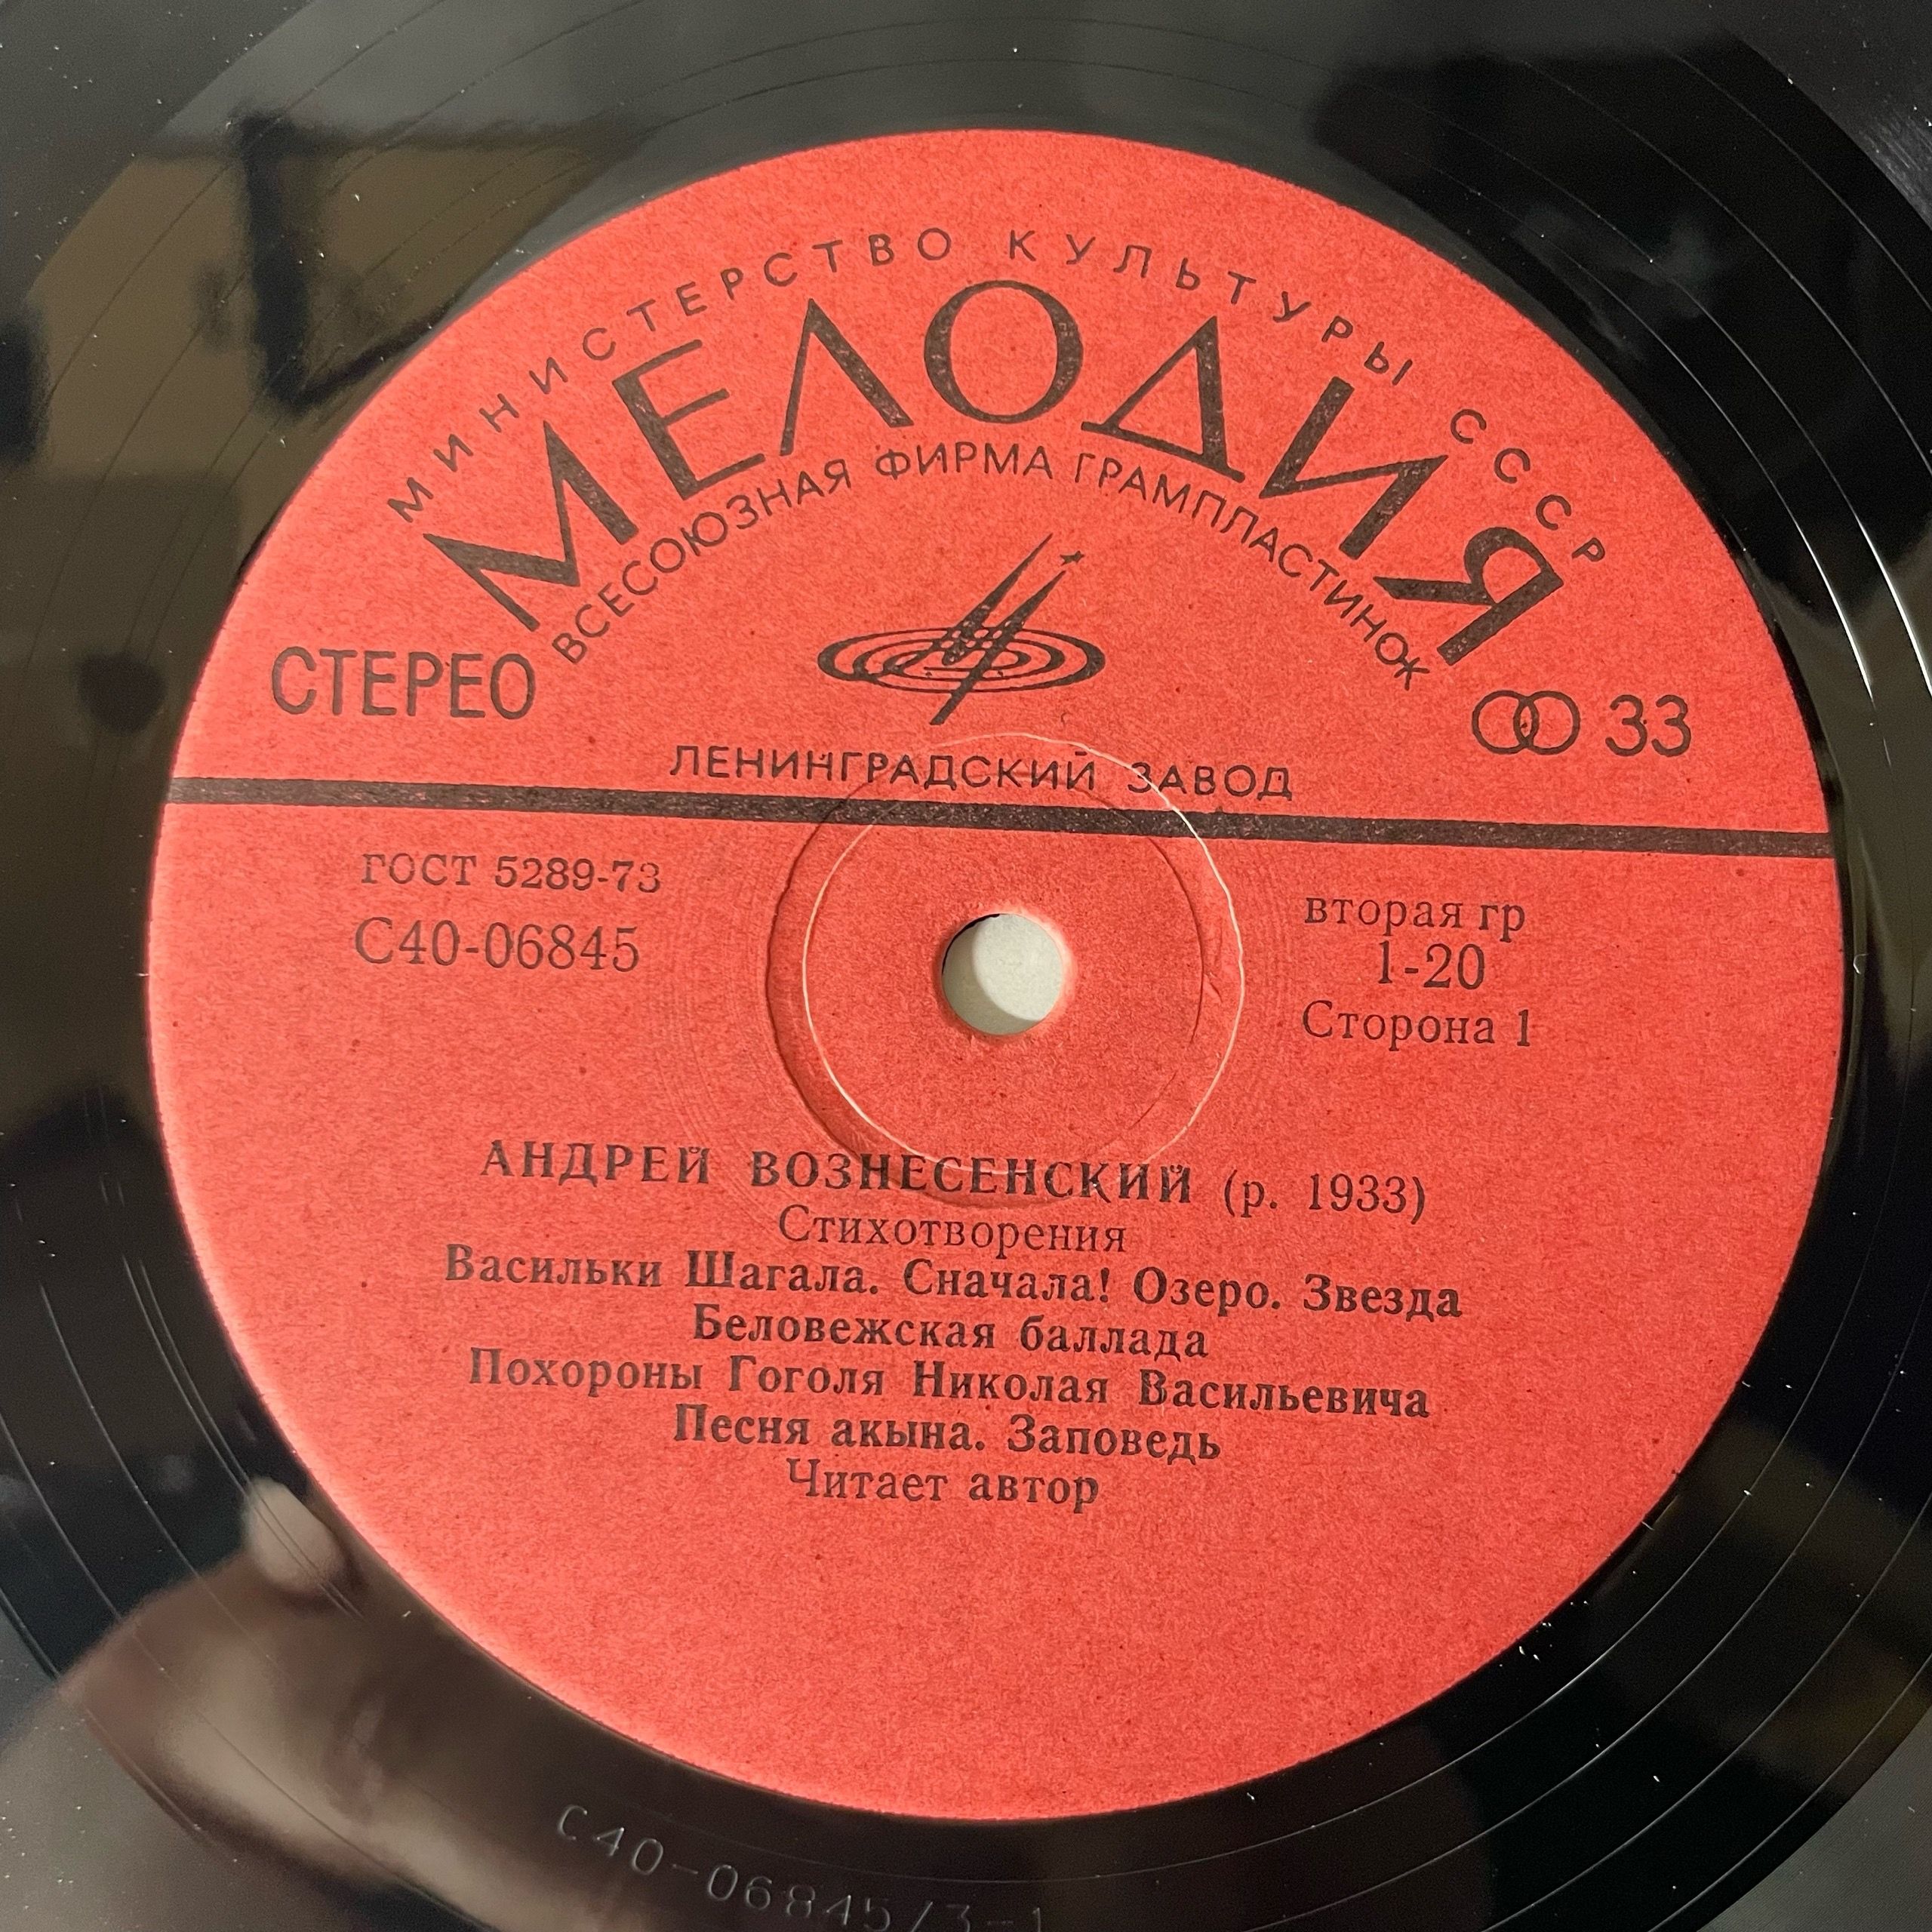 МИНИСТЕРСТВО КУЛЬТУРЫ СССР
МЕЛОДИЯ
ВСЕСОЮЗНАЯ ФИРМА ГРАМПЛАСТИНОК
СТЕРЕО
33
ЛЕНИНГРАДСКИЙ ЗАВОД
ГОСТ 5289-73
С40-06845
вторая гр
1-20
Сторона 1
АНДРЕЙ ВОЗНЕСЕНСКИЙ (р. 1933)
Стихотворения
Васильки Шагала. Сначала! Озеро. Звезда
Беловежская баллада
Похороны Гоголя Николая Васильевича
Песня акына. Заповедь
Читает автор
С40-06845/3-1